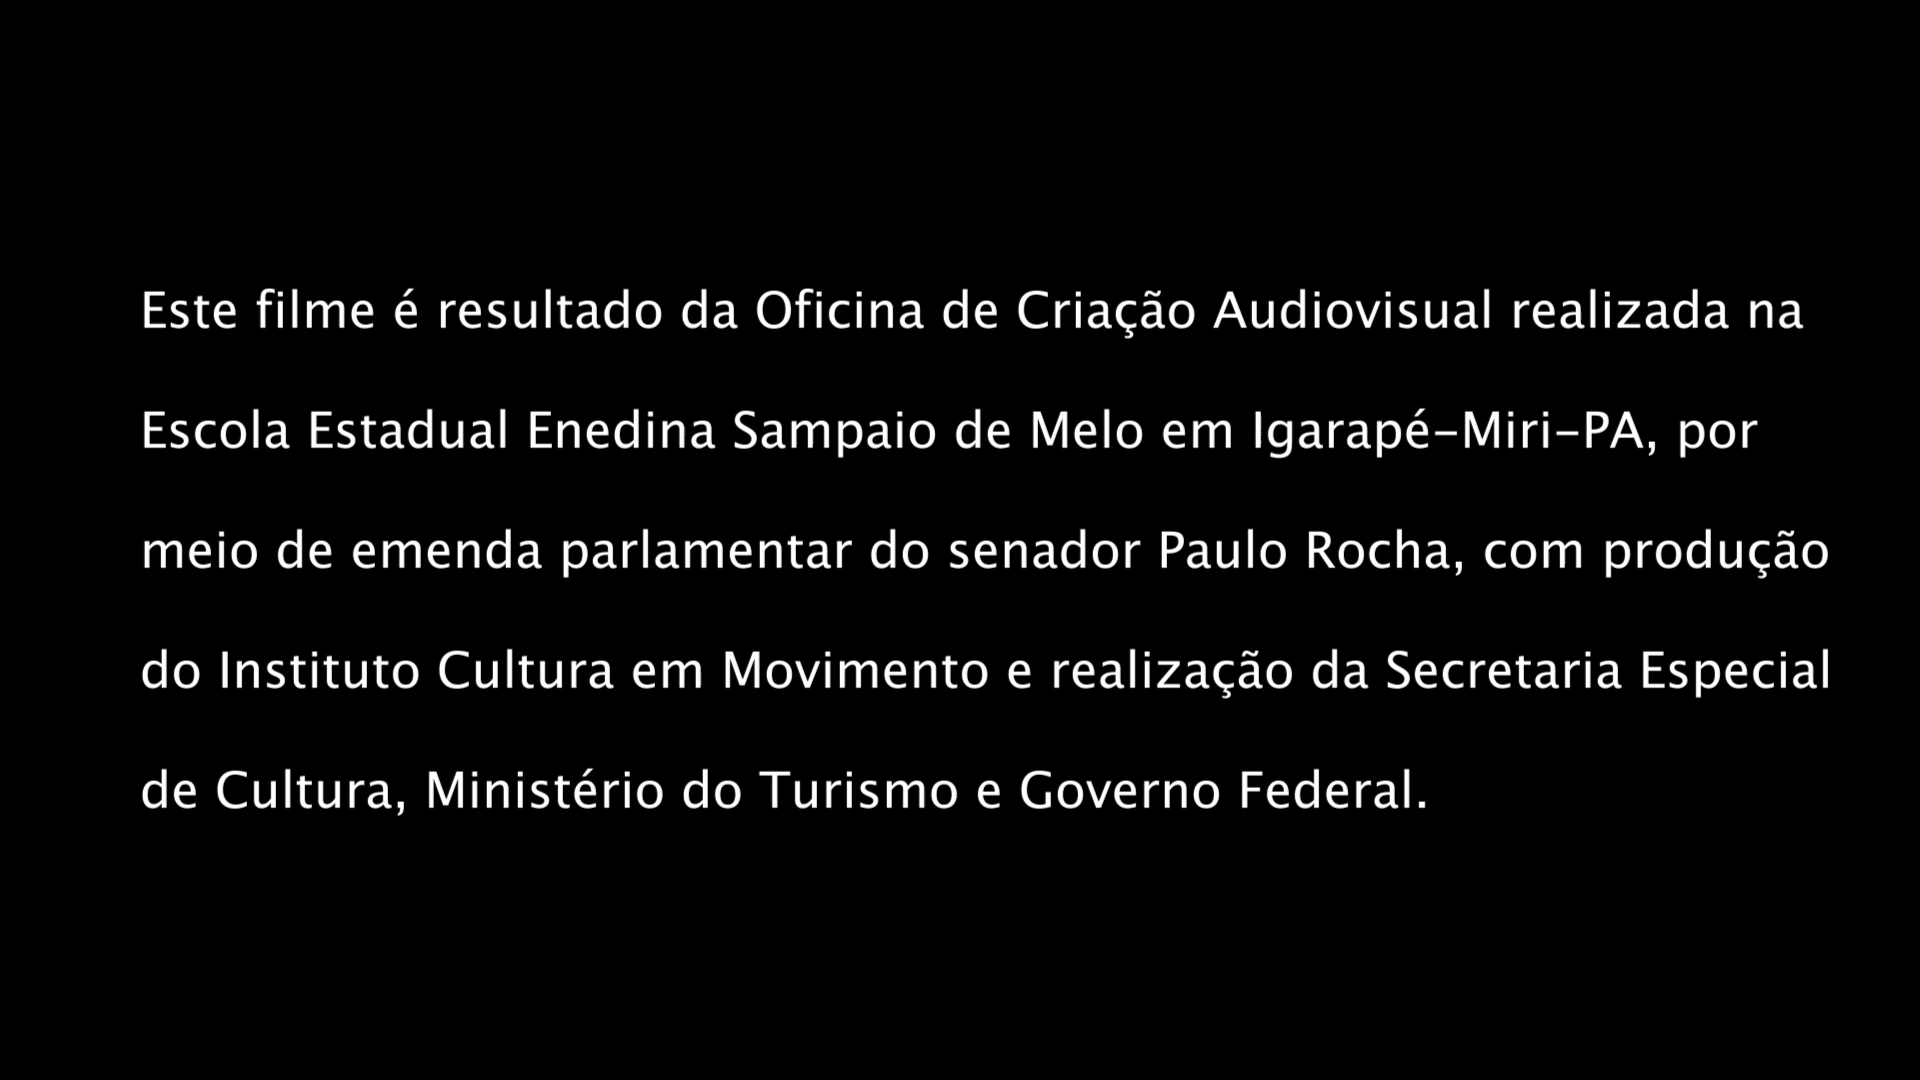 Este filme é resultado da Oficina de Criação Audiovisual realizada na
Escola Estadual Enedina Sampaio de Melo em Igarapé-Miri-PA, por
meio de emenda parlamentar do senador Paulo Rocha, com produção
do Instituto Cultura em Movimento e realização da Secretaria Especial
de Cultura, Ministério do Turismo e Governo Federal.